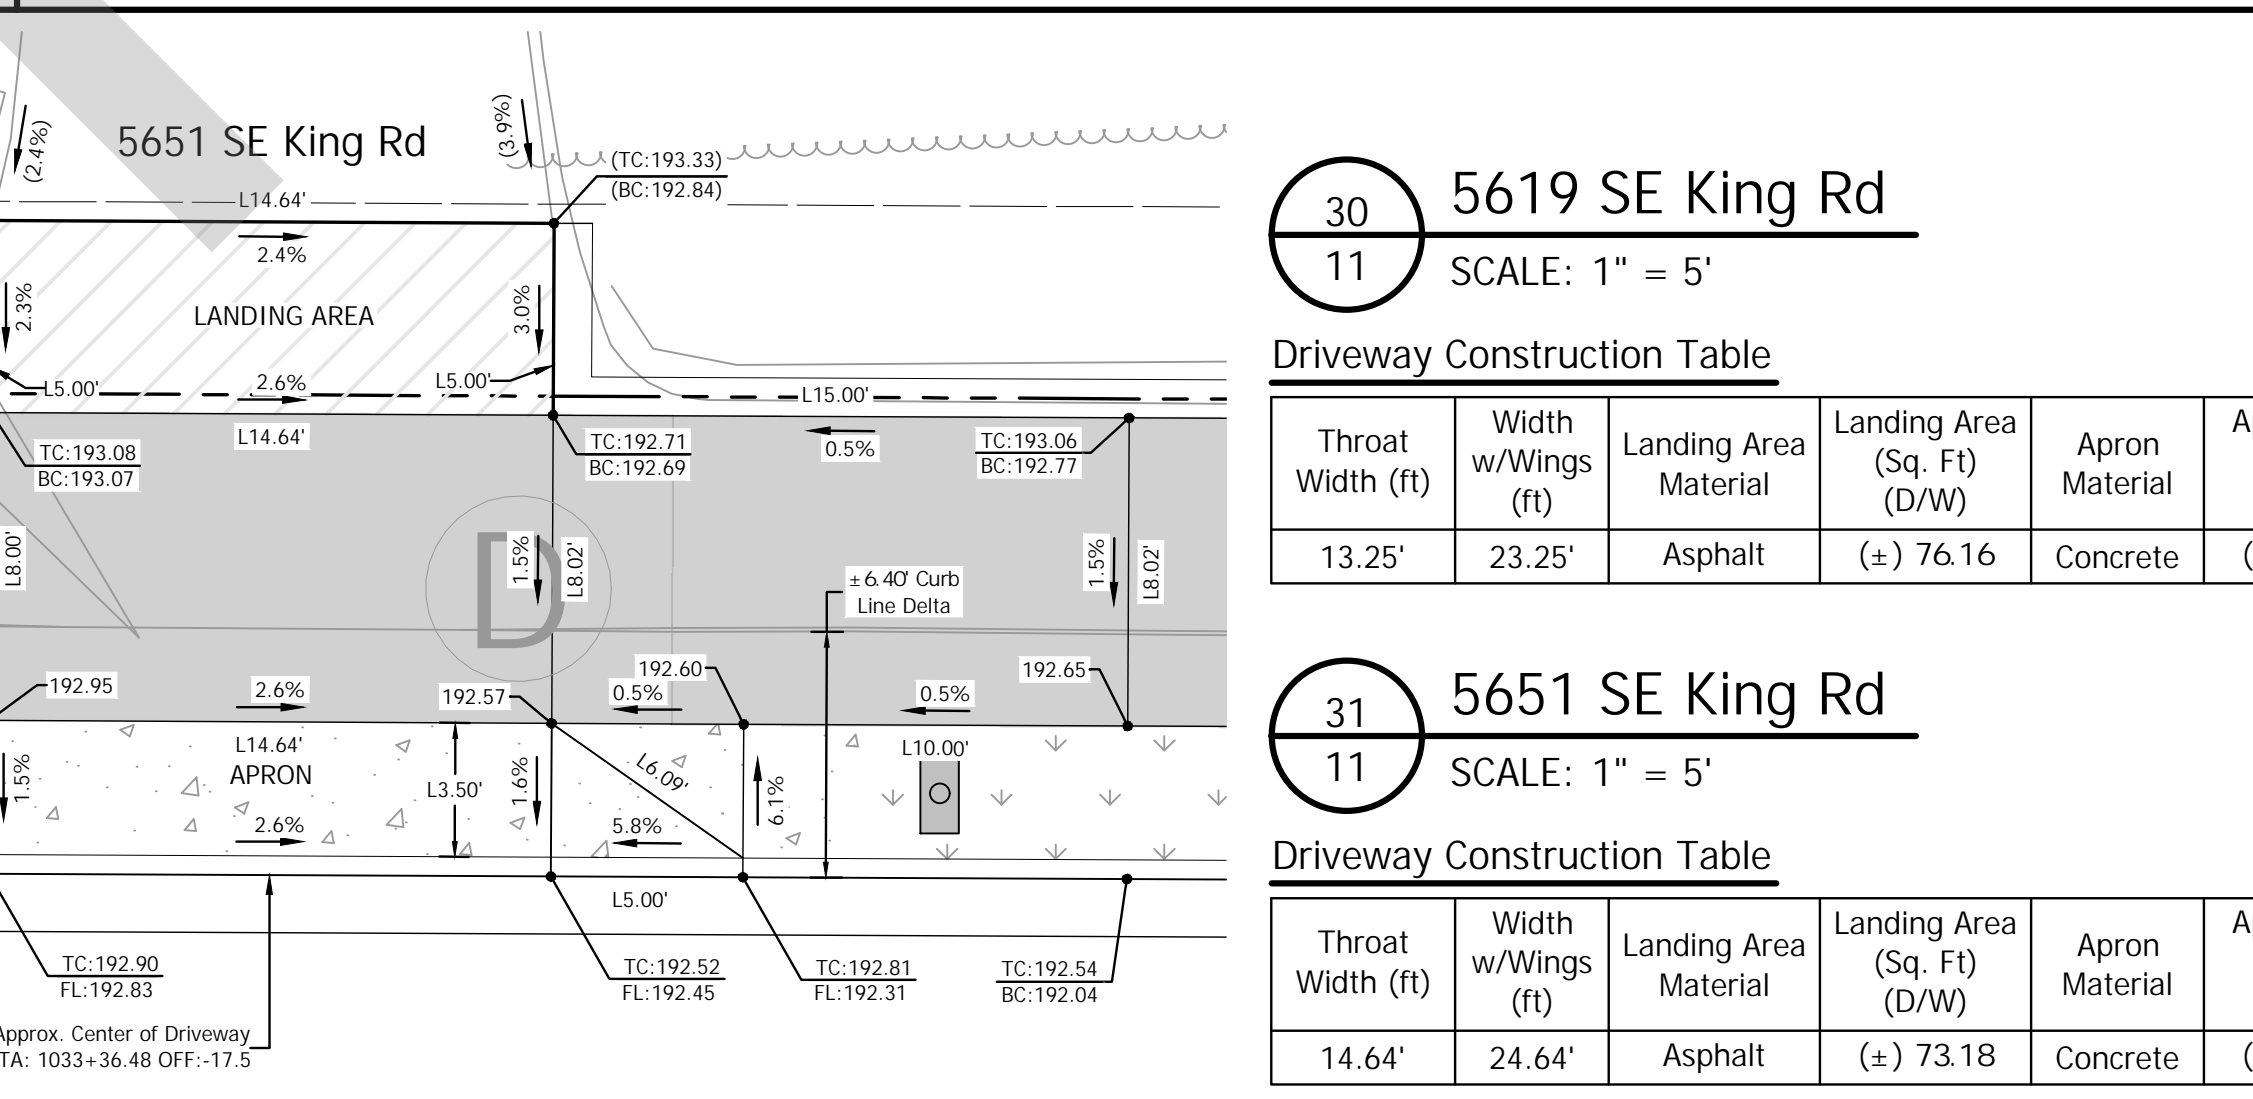 (2.4%)
5651 SE King Rd
(3.9%)
(TC:193.33)
(BC:192.84)
L14.64'
2.4%
2.3%
LANDING AREA
3.0%
L5.00'
2.6%
L5.00'
L15.00'
L14.64'
TC:193.08
BC:193.07
TC:192.71
BC:192.69
0.5%
TC:193.06
BC:192.77
L8.00'
D
1.5%
L8.02'
±6.40' Curb
Line Delta
1.5%
L8.02'
192.95
2.6%
192.57
192.60
0.5%
0.5%
192.65
L14.64'
APRON
1.5%
L3.50'
1.6%
L6.09'
6.1%
L10.00'
2.6%
5.8%
L5.00'
TC:192.90
FL:192.83
TC:192.52
FL:192.45
TC:192.81
FL:192.31
TC:192.54
BC:192.04
Approx. Center of Driveway
TA: 1033+36.48 OFF:-17.5
30
11
5619 SE King Rd
SCALE: 1" = 5'
Driveway Construction Table
Throat
Width (ft)
Width
w/Wings
(ft)
Landing Area
Material
Landing Area
(Sq. Ft)
(D/W)
Apron
Material
A
13.25'
23.25'
Asphalt
(±) 76.16
Concrete
(
31
11
5651 SE King Rd
SCALE: 1" = 5'
Driveway Construction Table
Throat
Width (ft)
Width
w/Wings
(ft)
Landing Area
Material
Landing Area
(Sq. Ft)
(D/W)
Apron
Material
A
14.64'
24.64'
Asphalt
(±) 73.18
Concrete
(